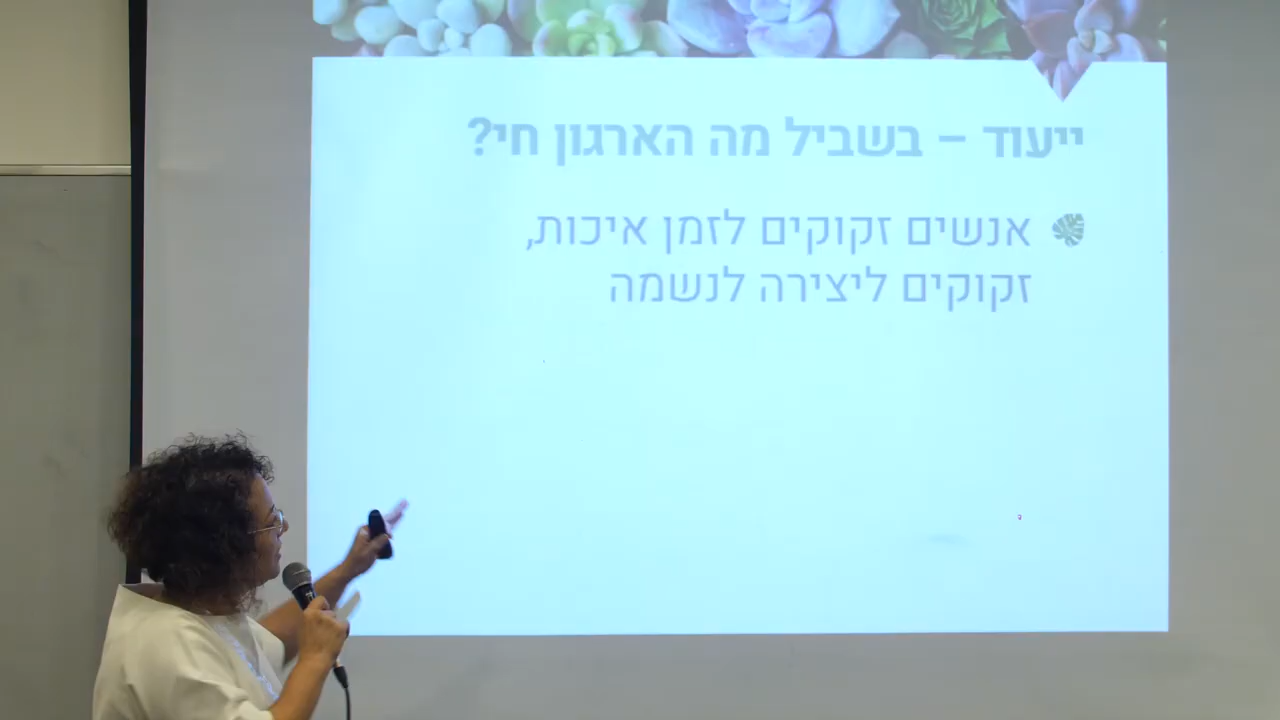 ייעוד – בשביל מה הארגון חי?
אנשים זקוקים לזמן איכות,
זקוקים ליצירה לנשמה